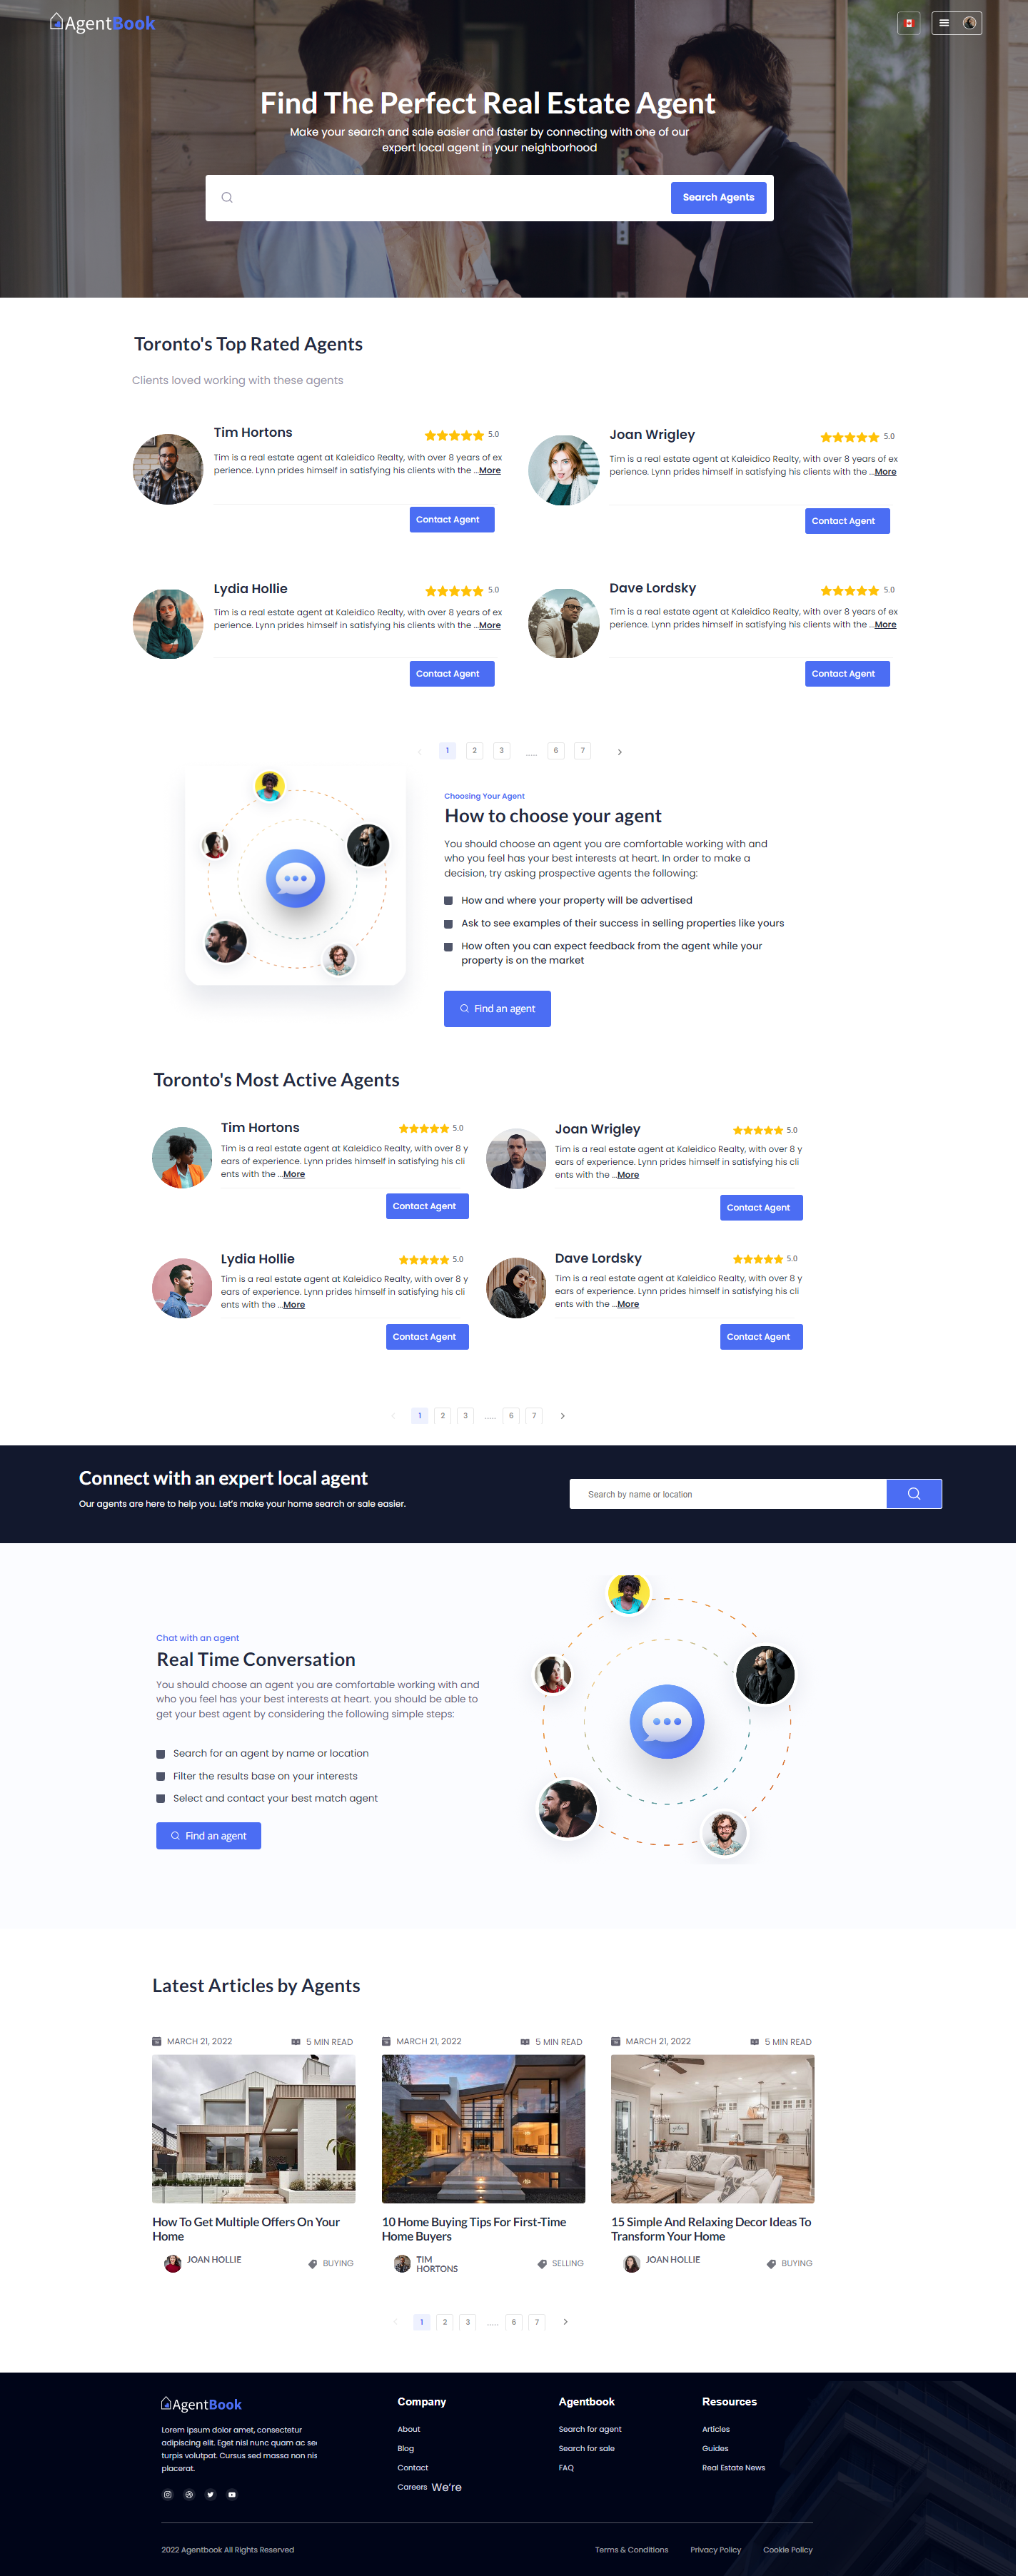 AgentBook
Find The Perfect Real Estate Agent
Make your search and sale easier and faster by connecting with one of our
expert local agent in your neighborhood
Search Agents
Toronto's Top Rated Agents
Clients loved working with these agents
Tim Hortons
5.0
Tim is a real estate agent at Kaleidico Realty, with over 8 years of ex
perience. Lynn prides himself in satisfying his clients with the ...More
Contact Agent
Joan Wrigley
5.0
Tim is a real estate agent at Kaleidico Realty, with over 8 years of ex
perience. Lynn prides himself in satisfying his clients with the ...More
Contact Agent
Lydia Hollie
5.0
Tim is a real estate agent at Kaleidico Realty, with over 8 years of ex
perience. Lynn prides himself in satisfying his clients with the ...More
Contact Agent
Dave Lordsky
5.0
Tim is a real estate agent at Kaleidico Realty, with over 8 years of ex
perience. Lynn prides himself in satisfying his clients with the ...More
Contact Agent
1 2 3 ...... 6 7
Choosing Your Agent
How to choose your agent
You should choose an agent you are comfortable working with and
who you feel has your best interests at heart. In order to make a
decision, try asking prospective agents the following:
How and where your property will be advertised
Ask to see examples of their success in selling properties like yours
How often you can expect feedback from the agent while your
property is on the market
Find an agent
Toronto's Most Active Agents
Tim Hortons
5.0
Tim is a real estate agent at Kaleidico Realty, with over 8 y
ears of experience. Lynn prides himself in satisfying his cli
ents with the ...More
Contact Agent
Joan Wrigley
5.0
Tim is a real estate agent at Kaleidico Realty, with over 8 y
ears of experience. Lynn prides himself in satisfying his cli
ents with the ...More
Contact Agent
Lydia Hollie
5.0
Tim is a real estate agent at Kaleidico Realty, with over 8 y
ears of experience. Lynn prides himself in satisfying his cli
ents with the ...More
Contact Agent
Dave Lordsky
5.0
Tim is a real estate agent at Kaleidico Realty, with over 8 y
ears of experience. Lynn prides himself in satisfying his cli
ents with the ...More
Contact Agent
1 2 3 ...... 6 7
Connect with an expert local agent
Our agents are here to help you. Let's make your home search or sale easier.
Search by name or location
Chat with an agent
Real Time Conversation
You should choose an agent you are comfortable working with and
who you feel has your best interests at heart. you should be able to
get your best agent by considering the following simple steps:
Search for an agent by name or location
Filter the results base on your interests
Select and contact your best match agent
Find an agent
Latest Articles by Agents
MARCH 21, 2022
5 MIN READ
How To Get Multiple Offers On Your
Home
JOAN HOLLIE
BUYING
MARCH 21, 2022
5 MIN READ
10 Home Buying Tips For First-Time
Home Buyers
TIM
HORTONS
SELLING
MARCH 21, 2022
5 MIN READ
15 Simple And Relaxing Decor Ideas To
Transform Your Home
JOAN HOLLIE
BUYING
1 2 3 ...... 6 7
AgentBook
Lorem ipsum dolor amet, consectetur
adipiscing elit. Eget nisl nunc quam ac se
turpis volutpat. Cursus sed massa non nis
placerat.
Company
About
Blog
Contact
Careers We're
Agentbook
Search for agent
Search for sale
FAQ
Resources
Articles
Guides
Real Estate News
2022 Agentbook All Rights Reserved
Terms & Conditions
Privacy Policy
Cookie Policy